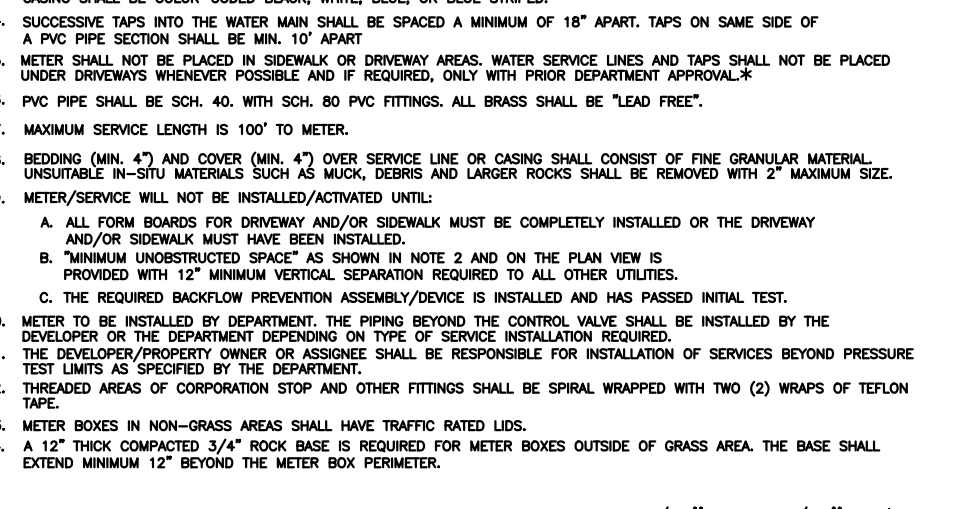 CASING SHALL BE COLOR CODED BLACK, WHITE, BLUE, OR BLUE STRIPED.
SUCCESSIVE TAPS INTO THE WATER MAIN SHALL BE SPACED A MINIMUM OF 18" APART. TAPS ON SAME SIDE OF
A PVC PIPE SECTION SHALL BE MIN. 10' APART
METER SHALL NOT BE PLACED IN SIDEWALK OR DRIVEWAY AREAS. WATER SERVICE LINES AND TAPS SHALL NOT BE PLACED
UNDER DRIVEWAYS WHENEVER POSSIBLE AND IF REQUIRED, ONLY WITH PRIOR DEPARTMENT APPROVAL.*
PVC PIPE SHALL BE SCH. 40. WITH SCH. 80 PVC FITTINGS. ALL BRASS SHALL BE "LEAD FREE".
MAXIMUM SERVICE LENGTH IS 100' TO METER.
BEDDING (MIN. 4") AND COVER (MIN. 4") OVER SERVICE LINE OR CASING SHALL CONSIST OF FINE GRANULAR MATERIAL.
UNSUITABLE IN-SITU MATERIALS SUCH AS MUCK, DEBRIS AND LARGER ROCKS SHALL BE REMOVED WITH 2" MAXIMUM SIZE.
METER/SERVICE WILL NOT BE INSTALLED/ACTIVATED UNTIL:
A. ALL FORM BOARDS FOR DRIVEWAY AND/OR SIDEWALK MUST BE COMPLETELY INSTALLED OR THE DRIVEWAY
AND/OR SIDEWALK MUST HAVE BEEN INSTALLED.
B. "MINIMUM UNOBSTRUCTED SPACE" AS SHOWN IN NOTE 2 AND ON THE PLAN VIEW IS
PROVIDED WITH 12" MINIMUM VERTICAL SEPARATION REQUIRED TO ALL OTHER UTILITIES.
C. THE REQUIRED BACKFLOW PREVENTION ASSEMBLY/DEVICE IS INSTALLED AND HAS PASSED INITIAL TEST.
METER TO BE INSTALLED BY DEPARTMENT. THE PIPING BEYOND THE CONTROL VALVE SHALL BE INSTALLED BY THE
DEVELOPER OR THE DEPARTMENT DEPENDING ON TYPE OF SERVICE INSTALLATION REQUIRED.
THE DEVELOPER/PROPERTY OWNER OR ASSIGNEE SHALL BE RESPONSIBLE FOR INSTALLATION OF SERVICES BEYOND PRESSURE
TEST LIMITS AS SPECIFIED BY THE DEPARTMENT.
THREADED AREAS OF CORPORATION STOP AND OTHER FITTINGS SHALL BE SPIRAL WRAPPED WITH TWO (2) WRAPS OF TEFLON
TAPE.
METER BOXES IN NON-GRASS AREAS SHALL HAVE TRAFFIC RATED LIDS.
A 12" THICK COMPACTED 3/4" ROCK BASE IS REQUIRED FOR METER BOXES OUTSIDE OF GRASS AREA. THE BASE SHALL
EXTEND MINIMUM 12" BEYOND THE METER BOX PERIMETER.